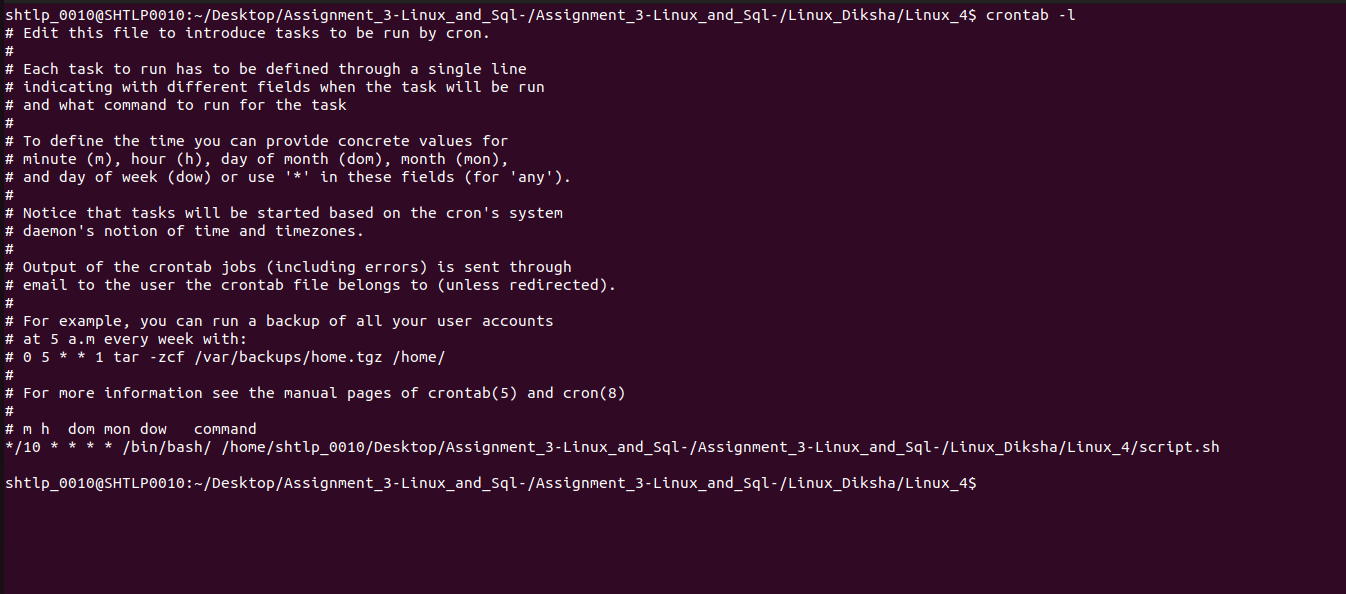 shtlp_0010@SHTLP0010:~/Desktop/Assignment_3-Linux_and_Sql-/Assignment_3-Linux_and_Sql-/Linux_Diksha/Linux_4$ crontab -l
# Edit this file to introduce tasks to be run by cron.
#
# Each task to run has to be defined through a single line
# indicating with different fields when the task will be run
# and what command to run for the task
#
# To define the time you can provide concrete values for
# minute (m), hour (h), day of month (dom), month (mon),
# and day of week (dow) or use '*' in these fields (for 'any').
#
# Notice that tasks will be started based on the cron's system
# daemon's notion of time and timezones.
#
# Output of the crontab jobs (including errors) is sent through
# email to the user the crontab file belongs to (unless redirected).
#
# For example, you can run a backup of all your user accounts
# at 5 a.m every week with:
# 0 5 * * 1 tar -zcf /var/backups/home.tgz /home/
#
# For more information see the manual pages of crontab(5) and cron(8)
#
# m h  dom mon dow   command
*/10 * * * * /bin/bash/ /home/shtlp_0010/Desktop/Assignment_3-Linux_and_Sql-/Assignment_3-Linux_and_Sql-/Linux_Diksha/Linux_4/script.sh
shtlp_0010@SHTLP0010:~/Desktop/Assignment_3-Linux_and_Sql-/Assignment_3-Linux_and_Sql-/Linux_Diksha/Linux_4$